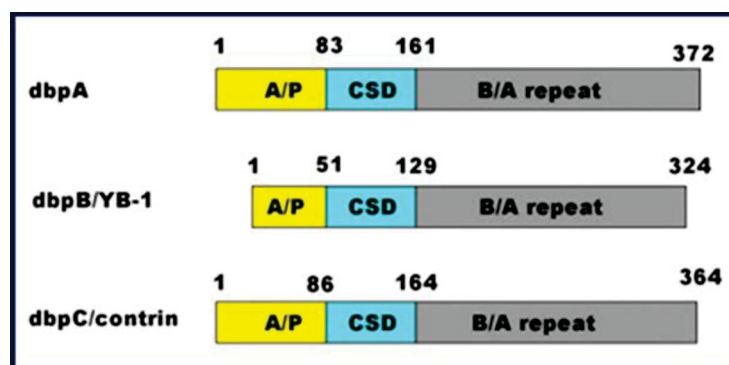 1 83 161 372
dbpA A/P CSD B/A repeat
1 51 129 324
dbpB/YB-1 A/P CSD B/A repeat
1 86 164 364
dbpC/contrin A/P CSD B/A repeat